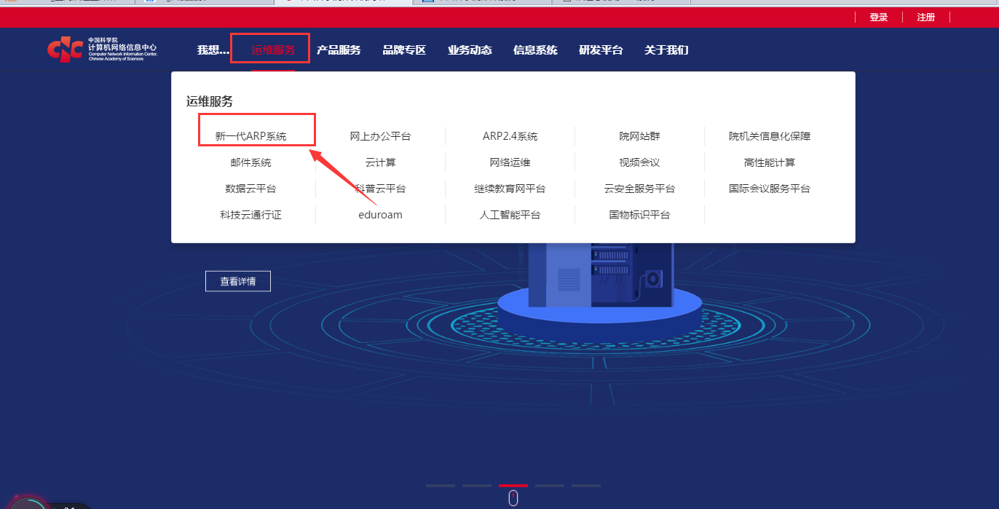 登录
注册
中国科学院
计算机网络信息中心
Computer Network Information Center,
Chinese Academy of Sciences
我想...
运维服务
产品服务
品牌专区
业务动态
信息系统
研发平台
关于我们
运维服务
新一代ARP系统
网上办公平台
ARP2.4系统
院网站群
院机关信息化保障
邮件系统
云计算
网络运维
视频会议
高性能计算
数据云平台
科普云平台
继续教育网平台
云安全服务平台
国际会议服务平台
科技云通行证
eduroam
人工智能平台
国物标识平台
查看详情